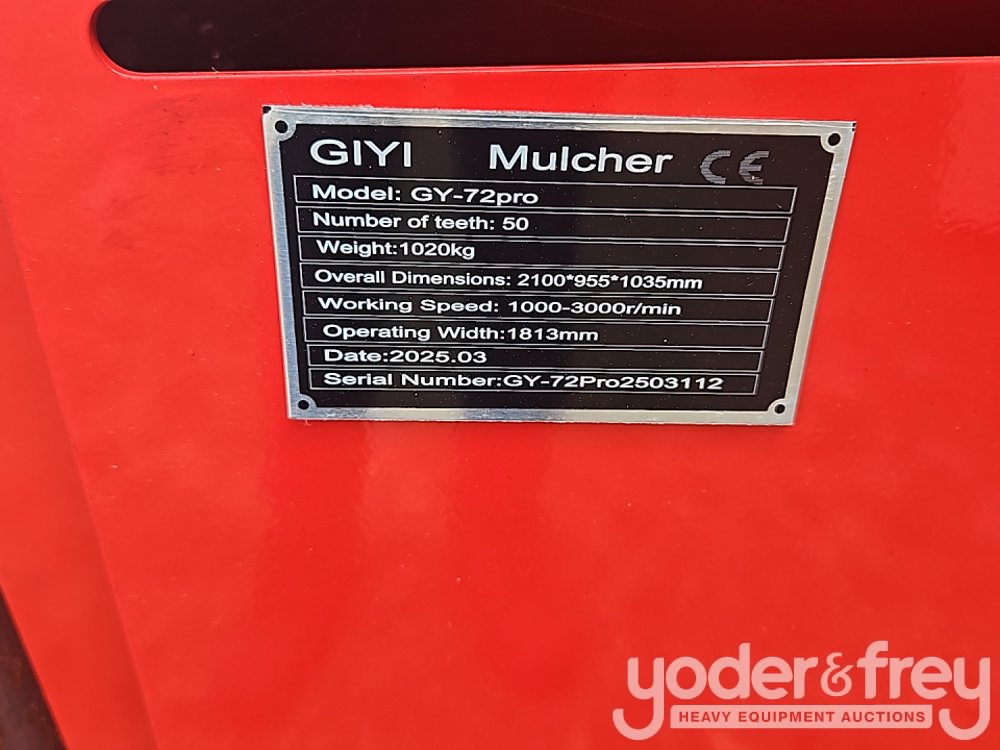 GIYI Mulcher CE
Model: GY-72pro
Number of teeth: 50
Weight:1020kg
Overall Dimensions: 2100*955*1035mm
Working Speed: 1000-3000r/min
Operating Width:1813mm
Date:2025.03
Serial Number:GY-72Pro2503112
yoder&frey
HEAVY EQUIPMENT AUCTIONS